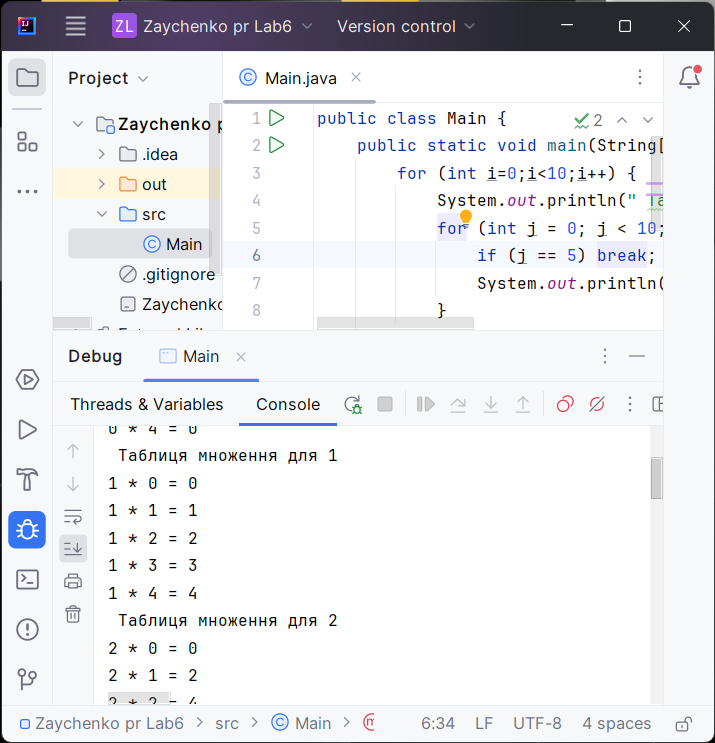 ZL Zaychenko pr Lab6 Version control
Project
Main.java
Zaychenko p
.idea
out
src
Main
.gitignore
Zaychenko
1 public class Main { 2
2 public static void main(String[
3 for (int i=0;i<10;i++) {
4 System.out.println(" Та
5 for (int j = 0; j < 10;
6 if (j == 5) break;
7 System.out.println(
8 }
Debug Main
Threads & Variables Console
0 * 4 = 0
Таблиця множення для 1
1 * 0 = 0
1 * 1 = 1
1 * 2 = 2
1 * 3 = 3
1 * 4 = 4
Таблиця множення для 2
2 * 0 = 0
2 * 1 = 2
2 * 2 = 4
Zaychenko pr Lab6 > src > Main > m 6:34 LF UTF-8 4 spaces